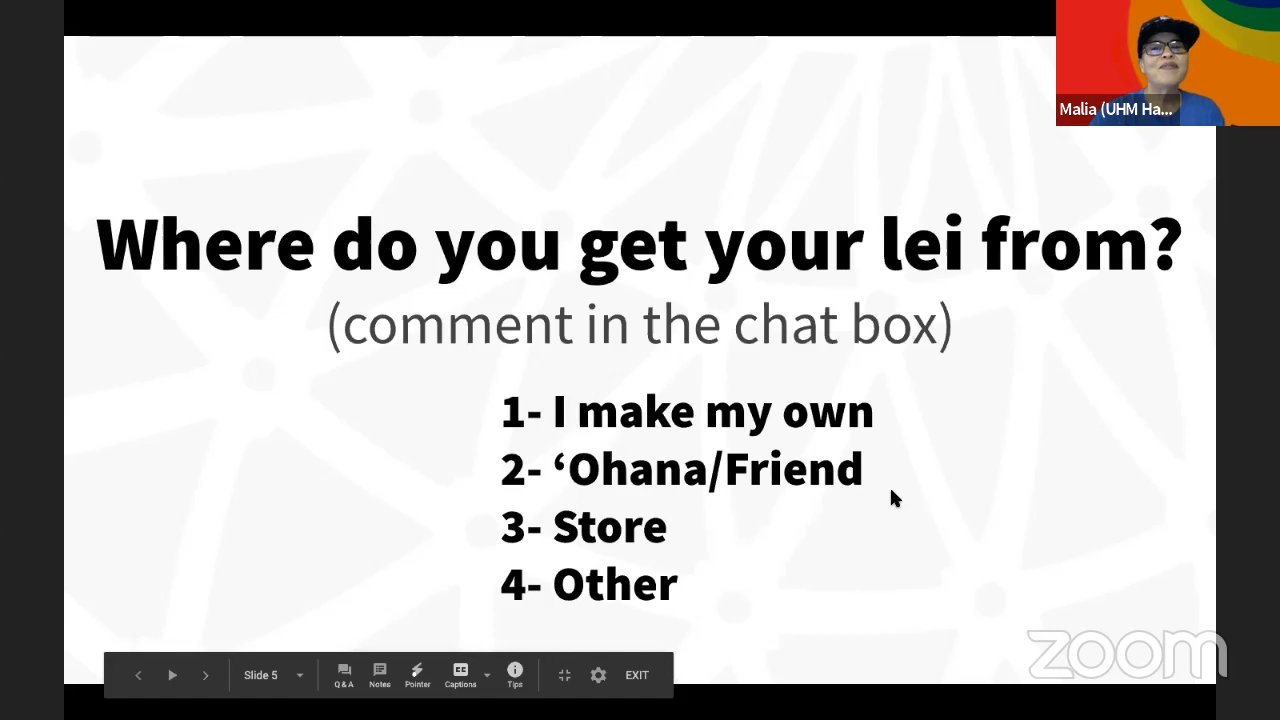 Malia (UHM Ha...
Where do you get your lei from?
(comment in the chat box)
1- I make my own
2- ‘Ohana/Friend
3- Store
4- Other
zoom
Slide 5
Q&A
Notes
Pointer
Captions
Tips
EXIT